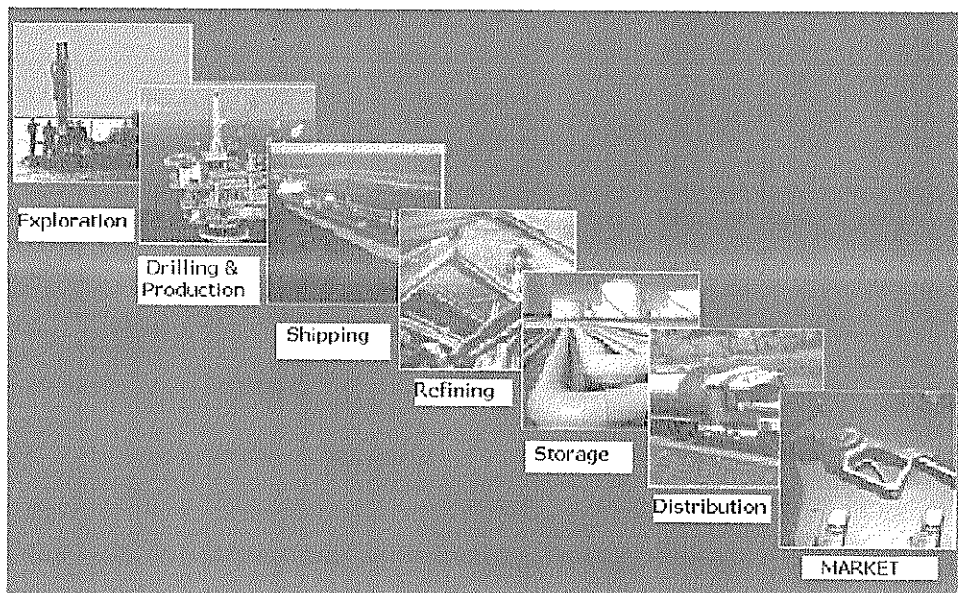 Exploration
Drilling &
Production
Shipping
Refining
Storage
Distribution
MARKET